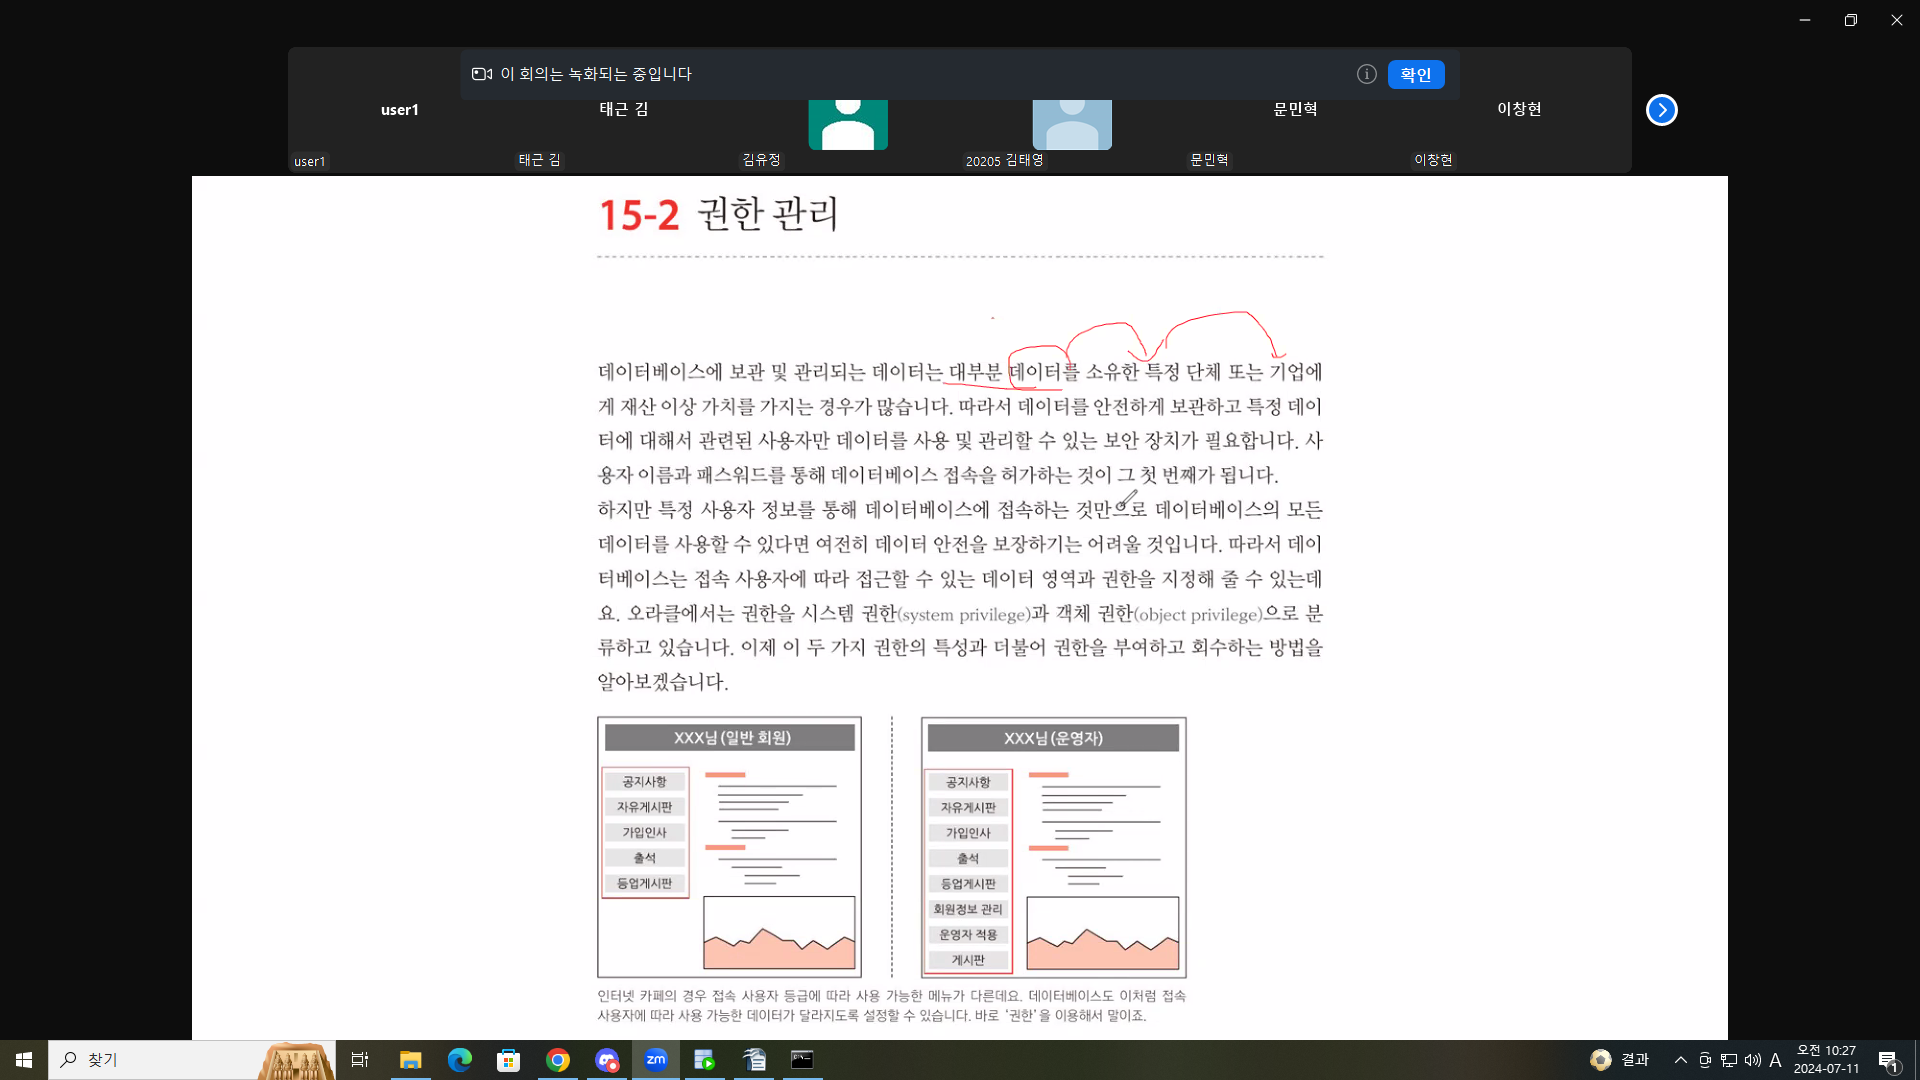 이 회의는 녹화되는 중입니다
확인
user1
태근 김
문민혁
이창현
user1
태근 김
김유정
20205 김태영
문민혁
이창현
15-2 권한 관리
데이터베이스에 보관 및 관리되는 데이터는 대부분 데이터를 소유한 특정 단체 또는 기업에
게 재산 이상 가치를 가지는 경우가 많습니다. 따라서 데이터를 안전하게 보관하고 특정 데이
터에 대해서 관련된 사용자만 데이터를 사용 및 관리할 수 있는 보안 장치가 필요합니다. 사
용자 이름과 패스워드를 통해 데이터베이스 접속을 허가하는 것이 그 첫 번째가 됩니다.
하지만 특정 사용자 정보를 통해 데이터베이스에 접속하는 것만으로 데이터베이스의 모든
데이터를 사용할 수 있다면 여전히 데이터 안전을 보장하기는 어려울 것입니다. 따라서 데이
터베이스는 접속 사용자에 따라 접근할 수 있는 데이터 영역과 권한을 지정해 줄 수 있는데
요. 오라클에서는 권한을 시스템 권한(system privilege)과 객체 권한(object privilege)으로 분
류하고 있습니다. 이제 이 두 가지 권한의 특성과 더불어 권한을 부여하고 회수하는 방법을
알아보겠습니다.
XXX님 (일반 회원)
공지사항
자유게시판
가입인사
출석
등업게시판
XXX님 (운영자)
공지사항
자유게시판
가입인사
출석
등업게시판
회원정보 관리
운영자 적용
게시판
인터넷 카페의 경우 접속 사용자 등급에 따라 사용 가능한 메뉴가 다른데요. 데이터베이스도 이처럼 접속
사용자에 따라 사용 가능한 데이터가 달라지도록 설정할 수 있습니다. 바로 '권한'을 이용해서 말이죠.
찾기
zm
결과
A
오전 10:27
2024-07-11
1